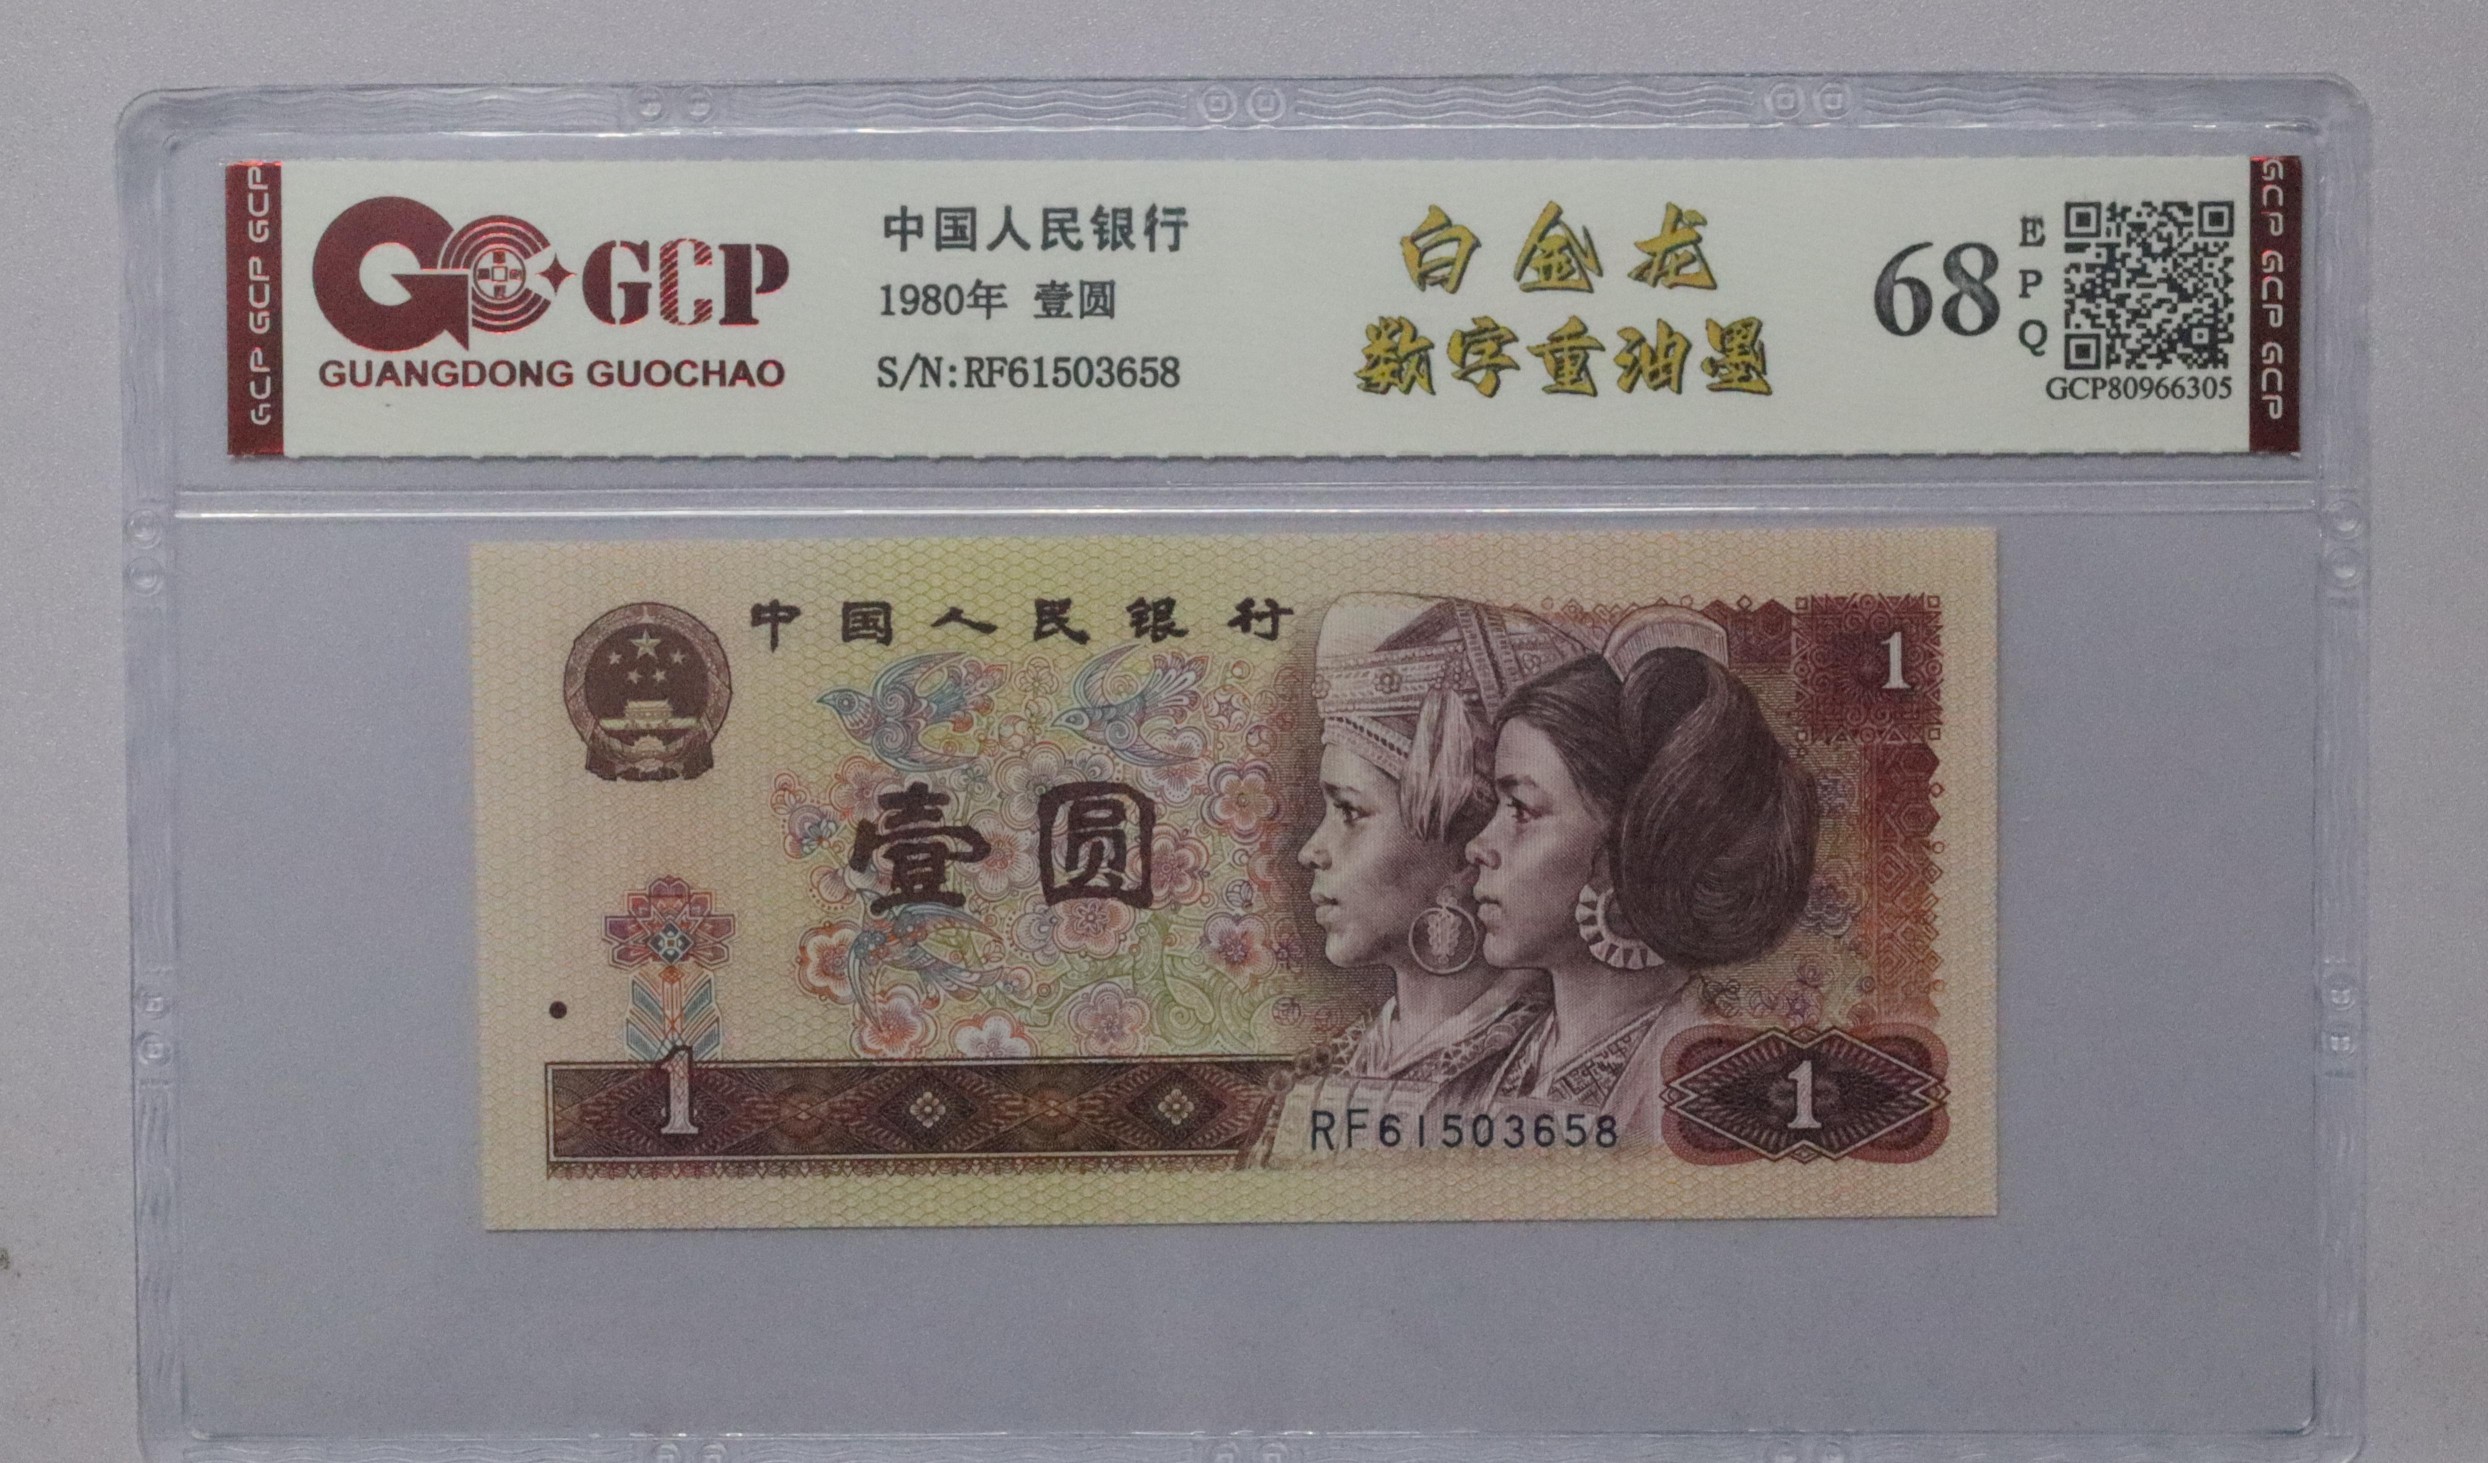 GCP GCP GCP
GCP
GUANGDONG GUOCHAO
中国人民银行
1980年 壹圆
S/N:RF61503658
白金龙
数字重油墨
68
E
P
Q
GCP80966305
GCP GCP GCP
中国人民银行
1
壹圆
1
1
RF61503658